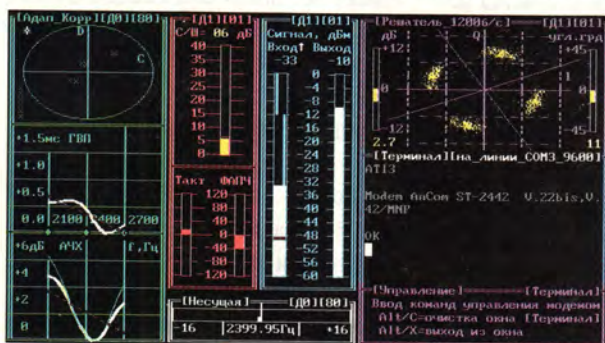 [Адап_Корр][Д0][80]
D
C
+1.5мс ГВП
+1.0
+0.5
0.0 2100 2400 2700
+6дБ АЧХ Г,Гц
+4
+2
0
[Д1][01]
С/Ш= 06 дБ
40
35
30
25
20
15
10
5
0
Такт ФАПЧ
120
80
40
0
40
80
120
[Д1][01]
Сигнал, дБм
Вход↑ Выход
-33 -10
0
-4
-8
-12
-16
-20
-24
-28
-32
-36
-40
-44
-48
-52
-56
-60
[Несущая] [Д0][80]
-16 2399.95Гц +16
[Решатель_1200б/с] [Д1][01]
дБ Q угл.град
+12 +45
I
0 0
12 45
2.7 11
[Терминал][на_линии_COM3_9600]
ATI3
Modem AnCom ST-2442 V.22bis,V.
42/MNP
OK
[Управление] [Терминал]
Ввод команд управления модемом
Alt/C=очистка окна [Терминал]
Alt/X=выход из окна